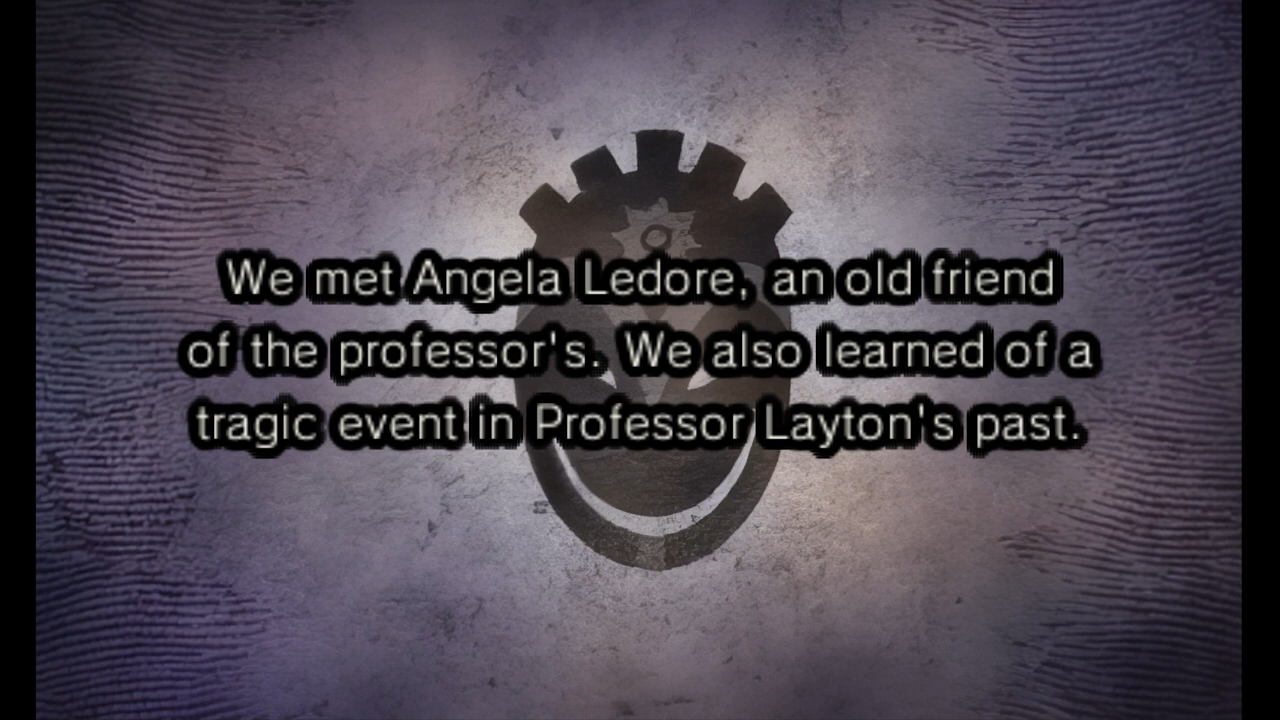 We met Angela Ledore, an old friend
of the professor's. We also learned of a
tragic event in Professor Layton's past.